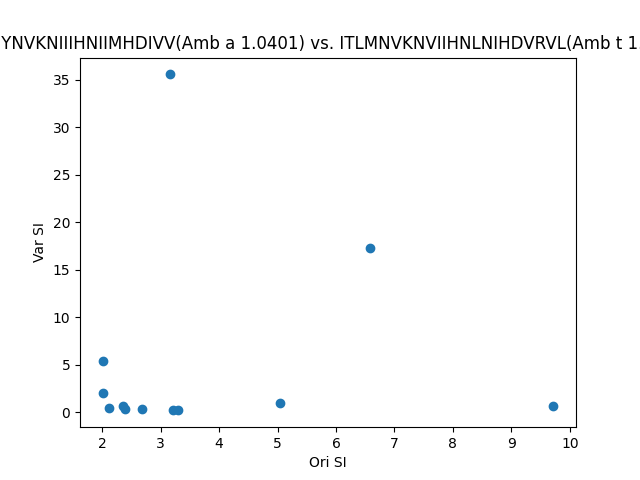 YNVKNIIIHNIIMHDIVV(Amb a 1.0401) vs. ITLMNVKNVIIHNLNIHDVRVL(Amb t 1.
35
30
25
20
15
10
5
0
Var SI
2 3 4 5 6 7 8 9 10
Ori SI